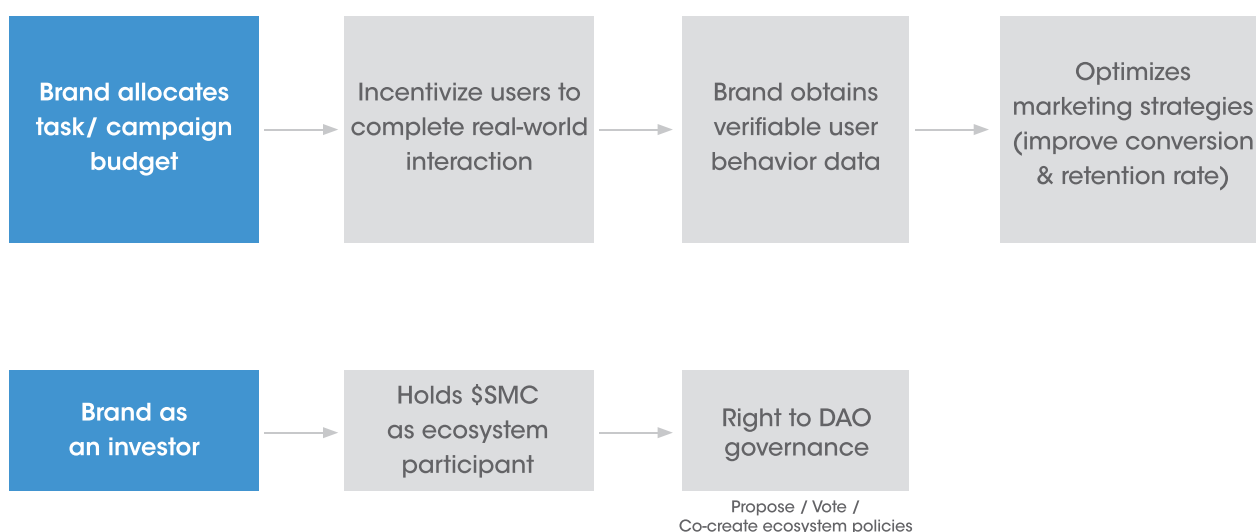 Brand allocates
task/ campaign
budget
Incentivize users to
complete real-world
interaction
Brand obtains
verifiable user
behavior data
Optimizes
marketing strategies
(improve conversion
& retention rate)
Brand as
an investor
Holds $SMC
as ecosystem
participant
Right to DAO
governance
Propose / Vote /
Co-create ecosystem policies